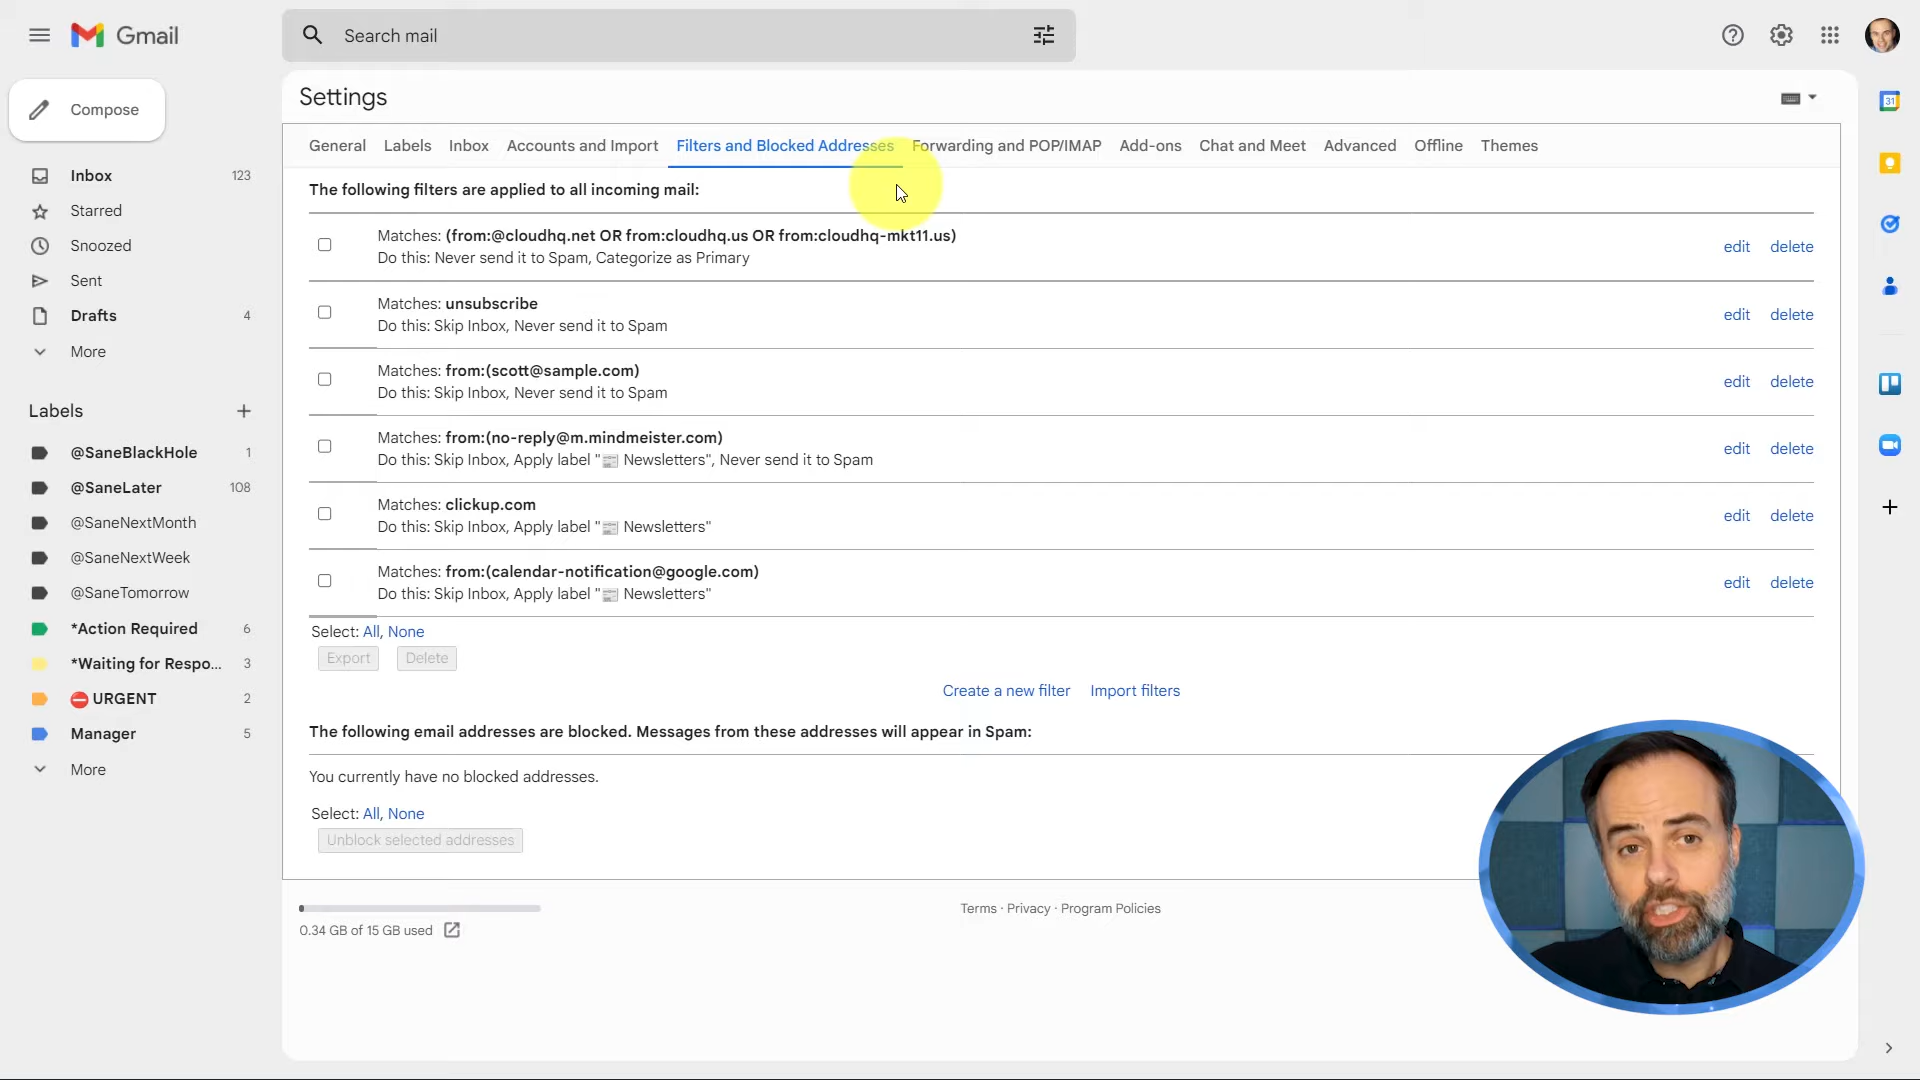 Gmail
Search mail
Compose
Inbox 123
Starred
Snoozed
Sent
Drafts 4
More
Labels
@SaneBlackHole 1
@SaneLater 108
@SaneNextMonth
@SaneNextWeek
@SaneTomorrow
*Action Required 6
*Waiting for Respo... 3
URGENT 2
Manager 5
More
Settings
General Labels Inbox Accounts and Import Filters and Blocked Addresses Forwarding and POP/IMAP Add-ons Chat and Meet Advanced Offline Themes
The following filters are applied to all incoming mail:
Matches: (from:@cloudhq.net OR from:cloudhq.us OR from:cloudhq-mkt11.us)
Do this: Never send it to Spam, Categorize as Primary
edit delete
Matches: unsubscribe
Do this: Skip Inbox, Never send it to Spam
edit delete
Matches: from:(scott@sample.com)
Do this: Skip Inbox, Never send it to Spam
edit delete
Matches: from:(no-reply@m.mindmeister.com)
Do this: Skip Inbox, Apply label "📰 Newsletters", Never send it to Spam
edit delete
Matches: clickup.com
Do this: Skip Inbox, Apply label "📰 Newsletters"
edit delete
Matches: from:(calendar-notification@google.com)
Do this: Skip Inbox, Apply label "📰 Newsletters"
edit delete
Select: All, None
Export Delete
Create a new filter Import filters
The following email addresses are blocked. Messages from these addresses will appear in Spam:
You currently have no blocked addresses.
Select: All, None
Unblock selected addresses
0.34 GB of 15 GB used
Terms · Privacy · Program Policies
31